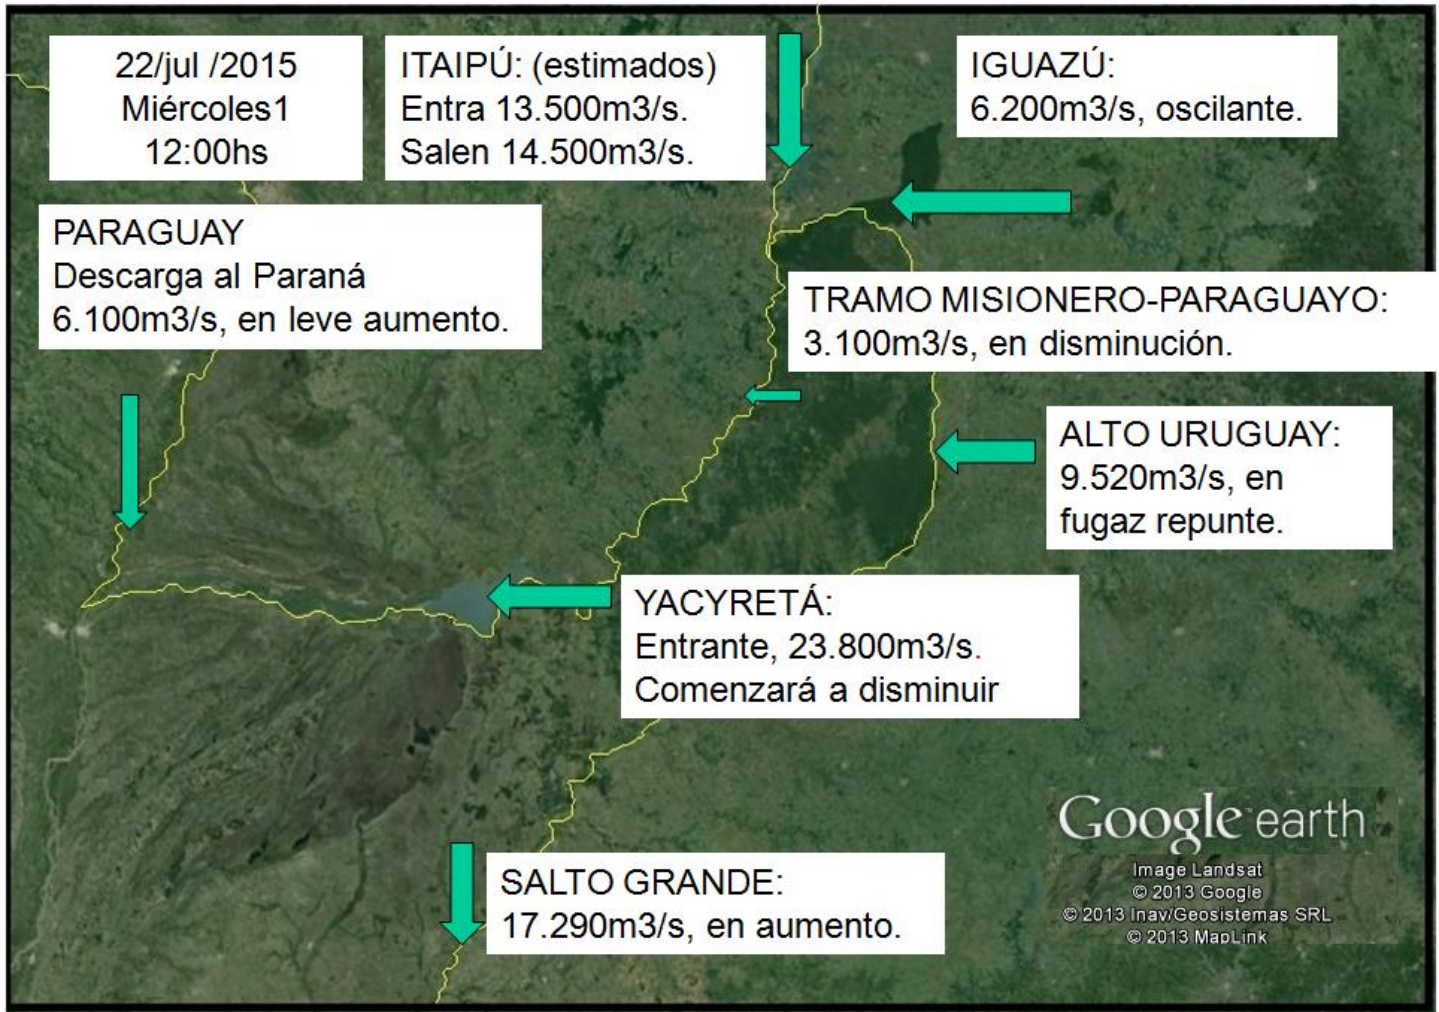 22/jul /2015
Miércoles1
12:00hs
ITAIPÚ: (estimados)
Entra 13.500m3/s.
Salen 14.500m3/s.
IGUAZÚ:
6.200m3/s, oscilante.
PARAGUAY
Descarga al Paraná
6.100m3/s, en leve aumento.
TRAMO MISIONERO-PARAGUAYO:
3.100m3/s, en disminución.
ALTO URUGUAY:
9.520m3/s, en
fugaz repunte.
YACYRETÁ:
Entrante, 23.800m3/s.
Comenzará a disminuir
SALTO GRANDE:
17.290m3/s, en aumento.
Google earth
Image Landsat
© 2013 Google
© 2013 Inav/Geosistemas SRL
© 2013 MapLink